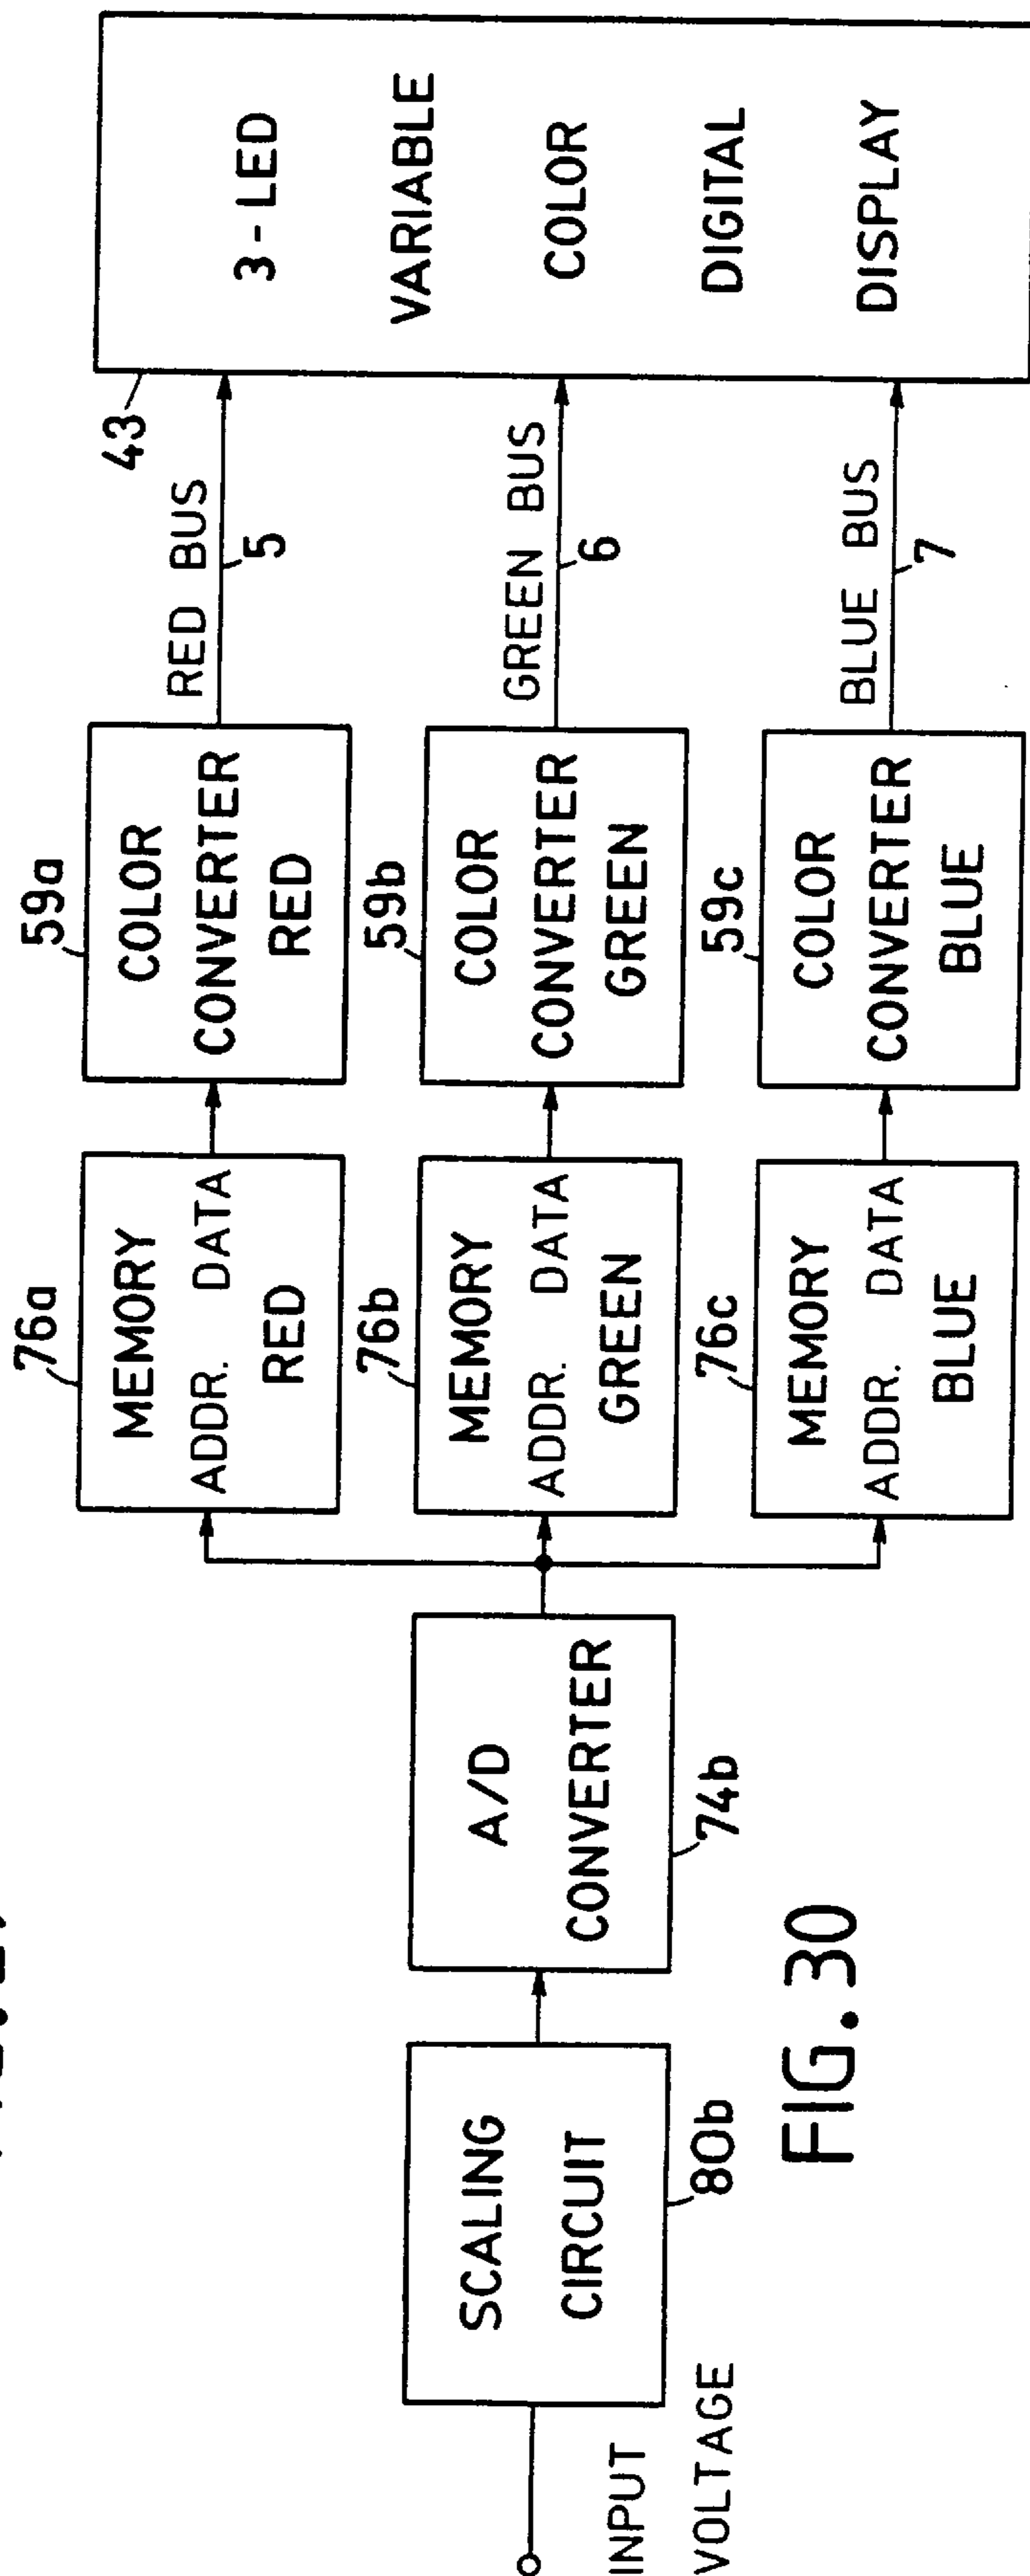 INPUT
VOLTAGE
SCALING
CIRCUIT
80b
A/D
CONVERTER
74b
76a
MEMORY
ADDR. DATA
RED
76b
MEMORY
ADDR. DATA
GREEN
76c
MEMORY
ADDR. DATA
BLUE
59a
COLOR
CONVERTER
RED
59b
COLOR
CONVERTER
GREEN
59c
COLOR
CONVERTER
BLUE
RED BUS
5
GREEN BUS
6
BLUE BUS
7
43
3-LED
VARIABLE
COLOR
DIGITAL
DISPLAY
FIG. 30